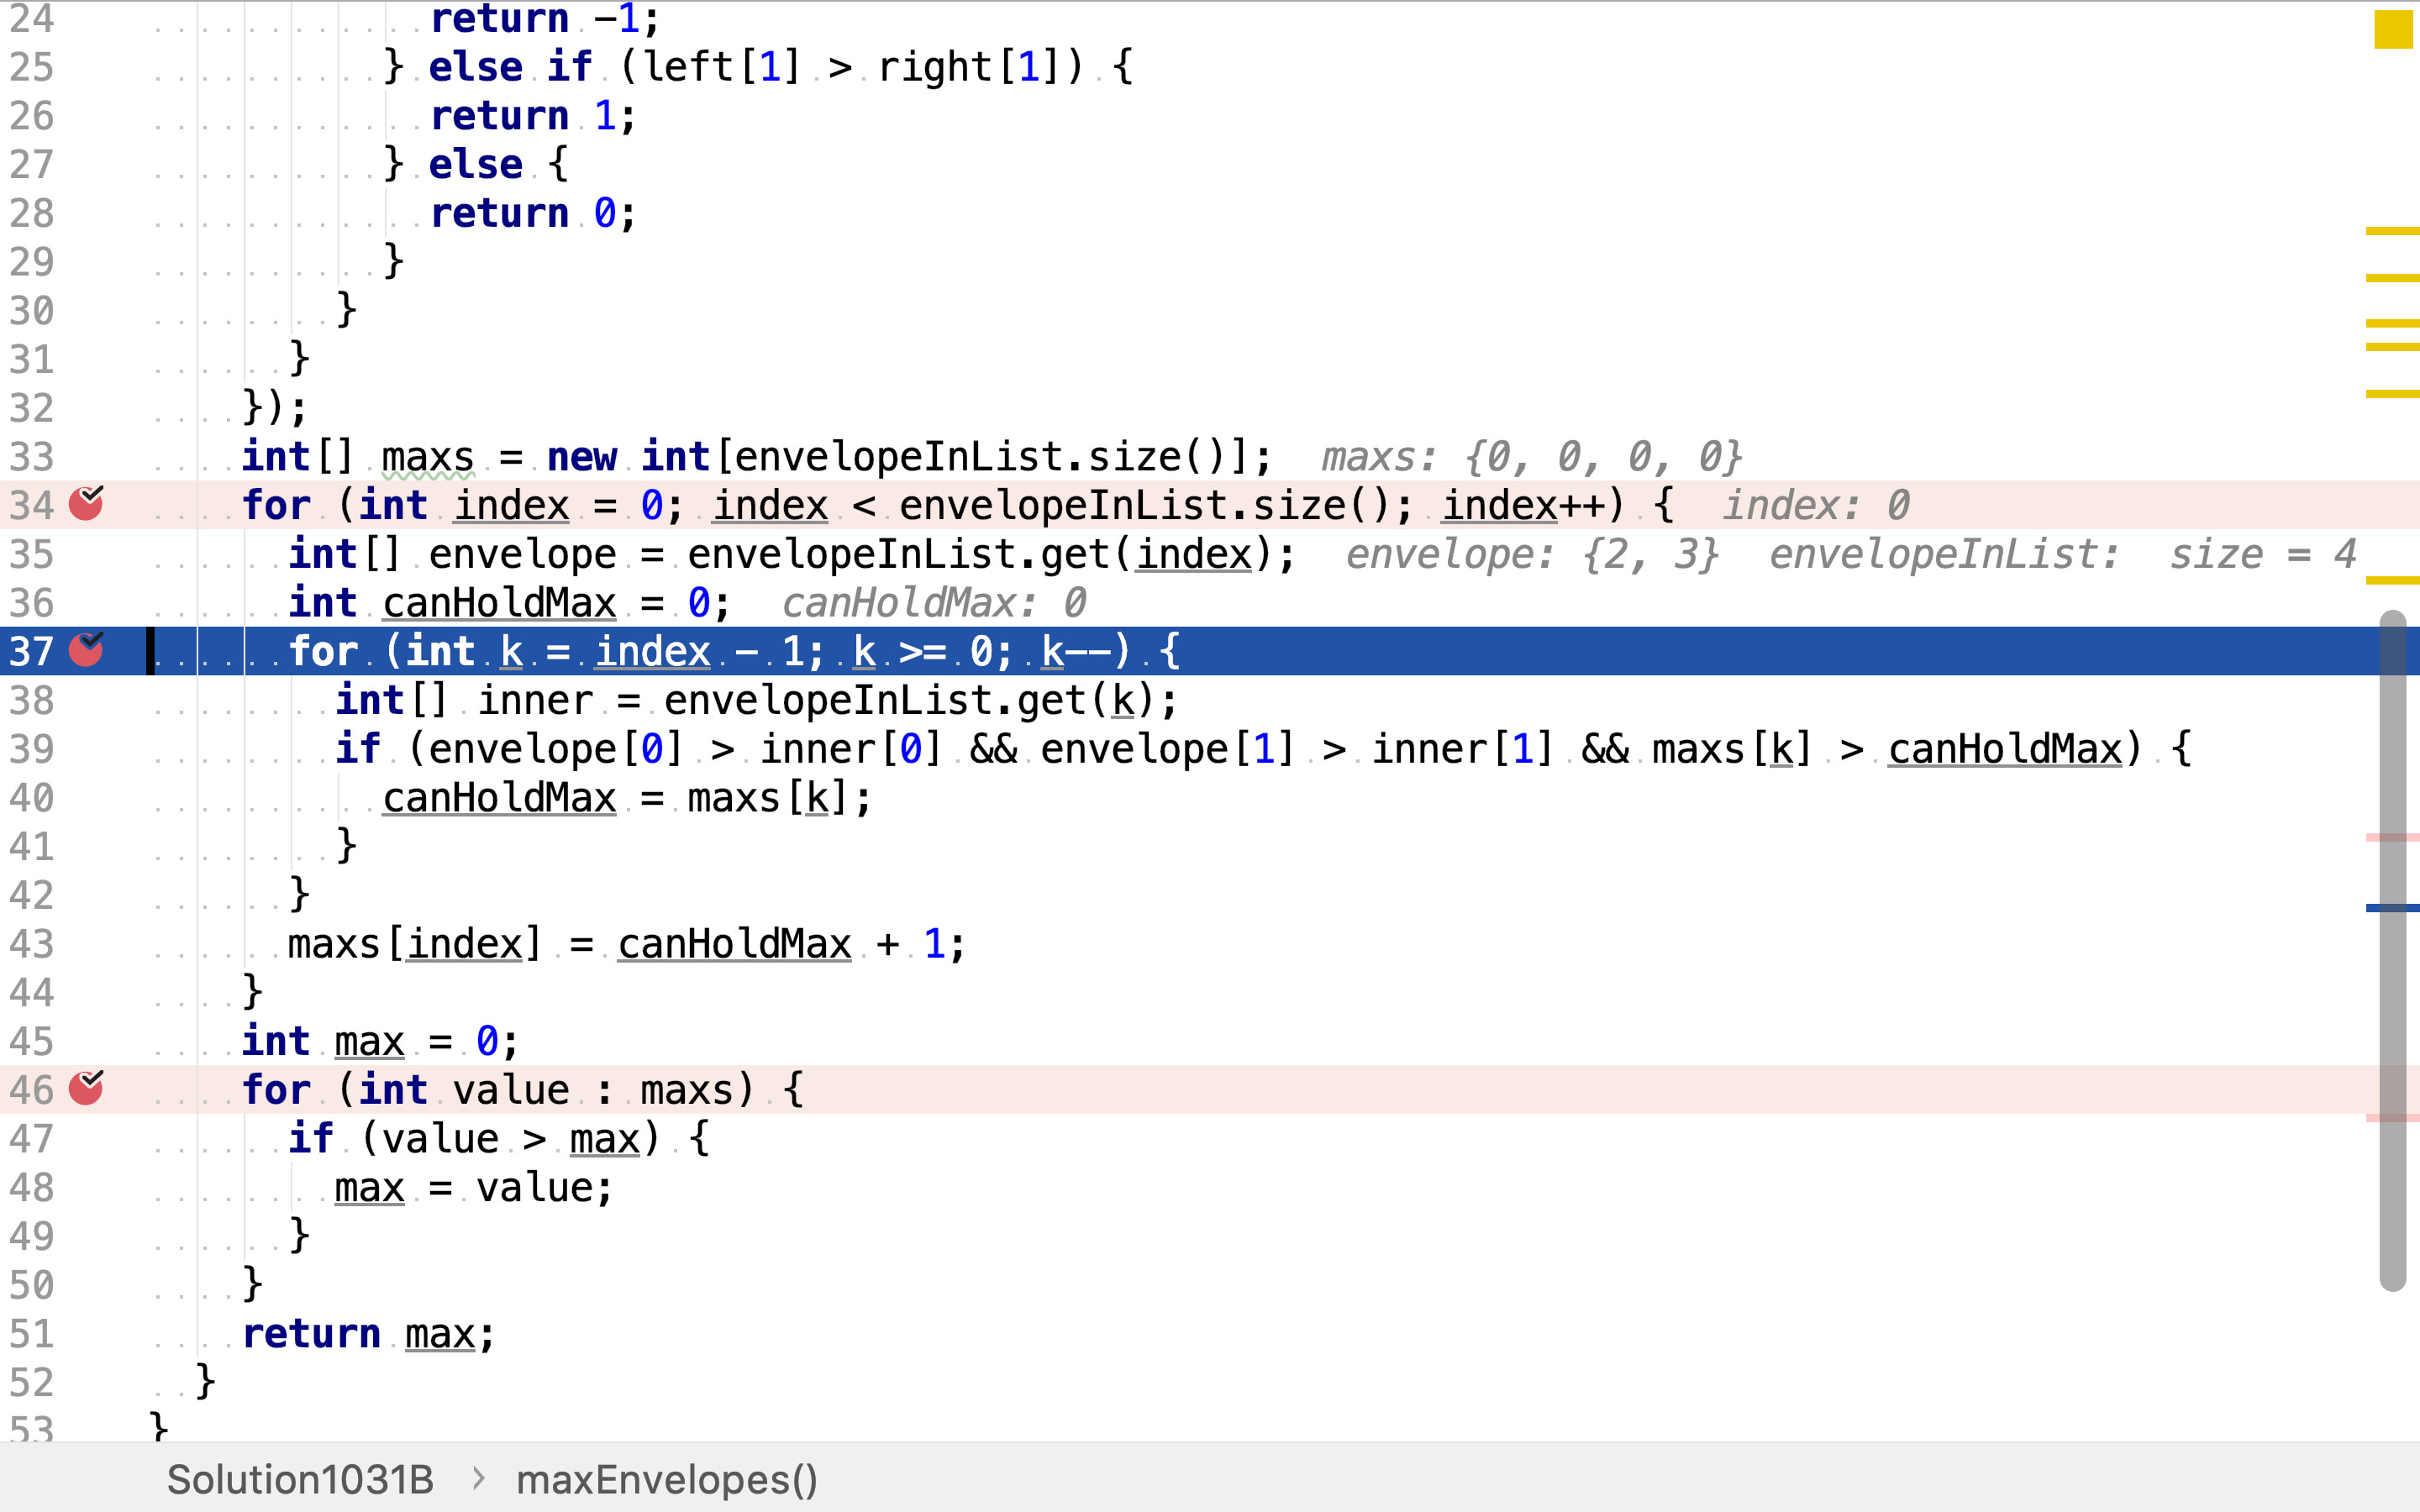 24 return -1;
25 } else if (left[1] > right[1]) {
26 return 1;
27 } else {
28 return 0;
29 }
30 }
31 }
32 });
33 int[] maxs = new int[envelopeInList.size()]; maxs: {0, 0, 0, 0}
34 for (int index = 0; index < envelopeInList.size(); index++) { index: 0
35 int[] envelope = envelopeInList.get(index); envelope: {2, 3} envelopeInList: size = 4
36 int canHoldMax = 0; canHoldMax: 0
37 for (int k = index - 1; k >= 0; k--) {
38 int[] inner = envelopeInList.get(k);
39 if (envelope[0] > inner[0] && envelope[1] > inner[1] && maxs[k] > canHoldMax) {
40 canHoldMax = maxs[k];
41 }
42 }
43 maxs[index] = canHoldMax + 1;
44 }
45 int max = 0;
46 for (int value : maxs) {
47 if (value > max) {
48 max = value;
49 }
50 }
51 return max;
52 }
53 }
Solution1031B > maxEnvelopes()